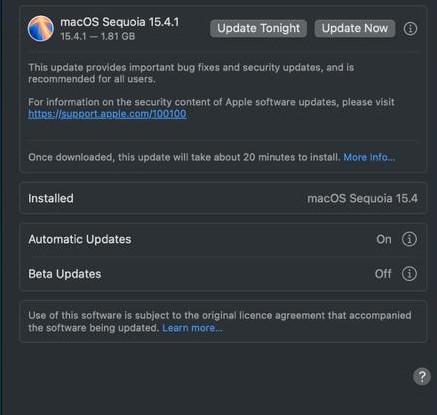 macOS Sequoia 15.4.1
15.4.1 — 1.81 GB
Update Tonight
Update Now
This update provides important bug fixes and security updates, and is
recommended for all users.
For information on the security content of Apple software updates, please visit
https://support.apple.com/100100
Once downloaded, this update will take about 20 minutes to install. More Info...
Installed
macOS Sequoia 15.4
Automatic Updates
On
Beta Updates
Off
Use of this software is subject to the original licence agreement that accompanied
the software being updated. Learn more...
?